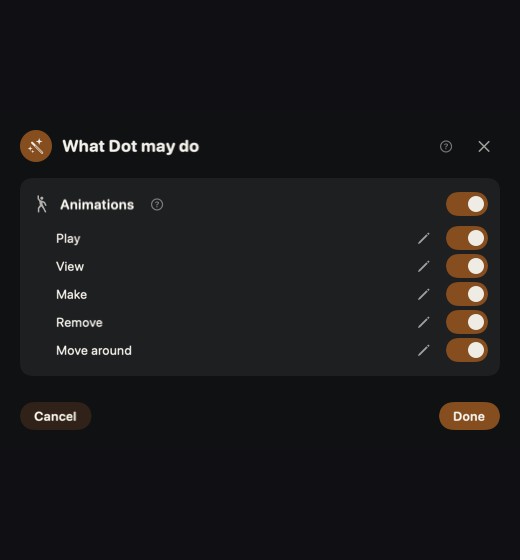 What Dot may do
Animations
Play
View
Make
Remove
Move around
Cancel
Done